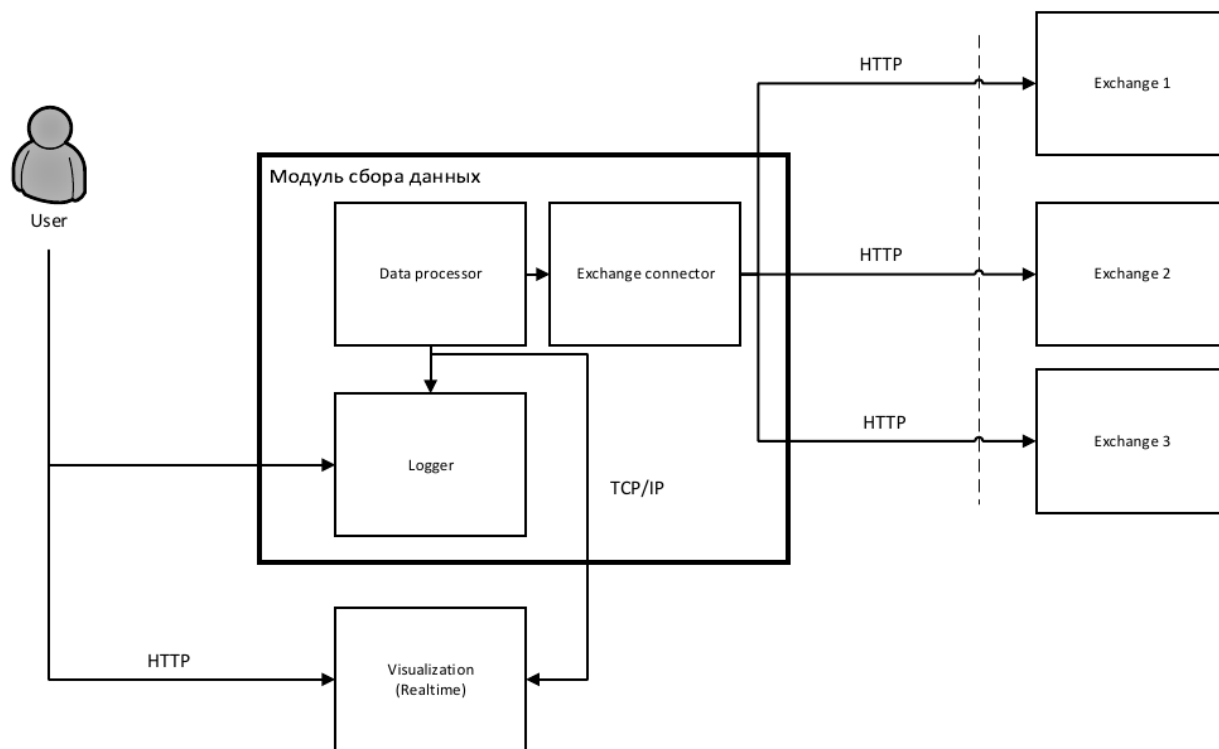 HTTP
Exchange 1
User
Модуль сбора данных
Data processor
Exchange connector
HTTP
Exchange 2
HTTP
Exchange 3
Logger
TCP/IP
HTTP
Visualization
(Realtime)